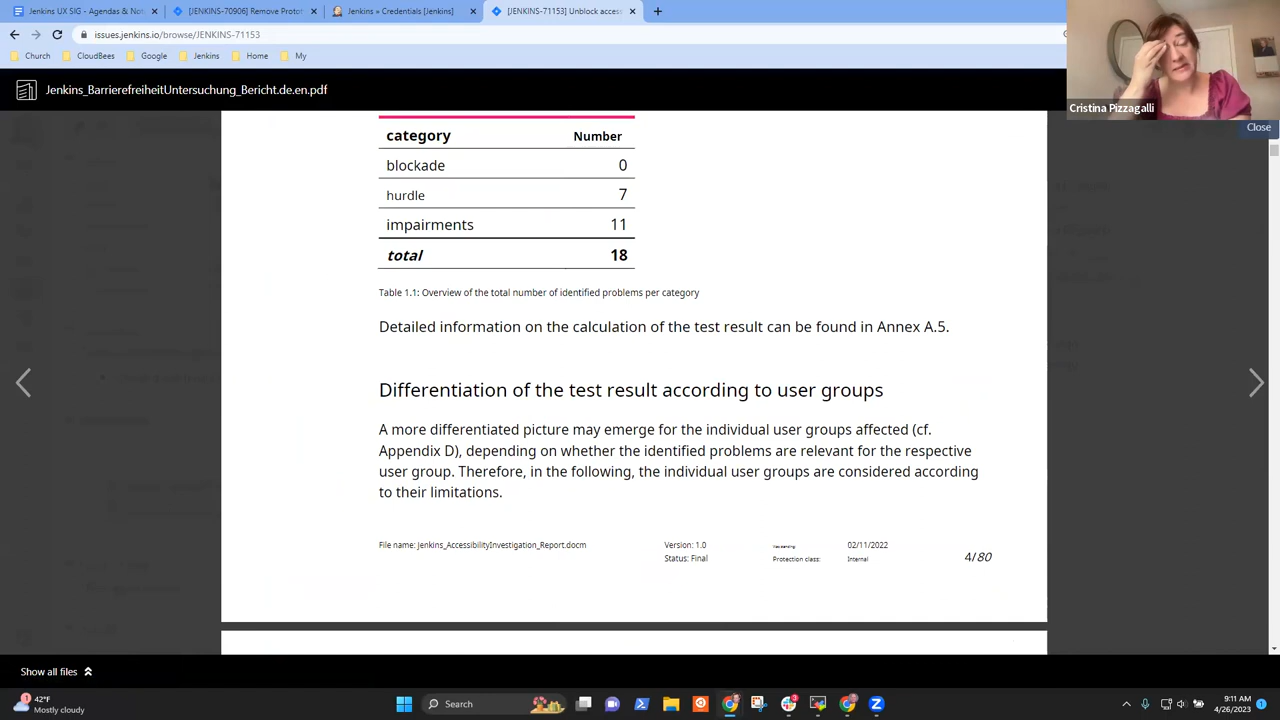 Jenkins UX SIG - Agendas & Not
[JENKINS-70906] Remove Protot
Jenkins » Credentials [Jenkins]
[JENKINS-71153] Unblock access
issues.jenkins.io/browse/JENKINS-71153
Church
CloudBees
Google
Jenkins
Home
My
Jenkins_BarrierefreiheitUntersuchung_Bericht.de.en.pdf
Cristina Pizzagalli
Close
category Number
blockade 0
hurdle 7
impairments 11
total 18
Table 1.1: Overview of the total number of identified problems per category
Detailed information on the calculation of the test result can be found in Annex A.5.
Differentiation of the test result according to user groups
A more differentiated picture may emerge for the individual user groups affected (cf.
Appendix D), depending on whether the identified problems are relevant for the respective
user group. Therefore, in the following, the individual user groups are considered according
to their limitations.
File name: Jenkins_AccessibilityInvestigation_Report.docm
Version: 1.0
02/11/2022
Status: Final
Protection class:
Internal
4/80
Show all files
42°F
Mostly cloudy
Search
9:11 AM
4/26/2023